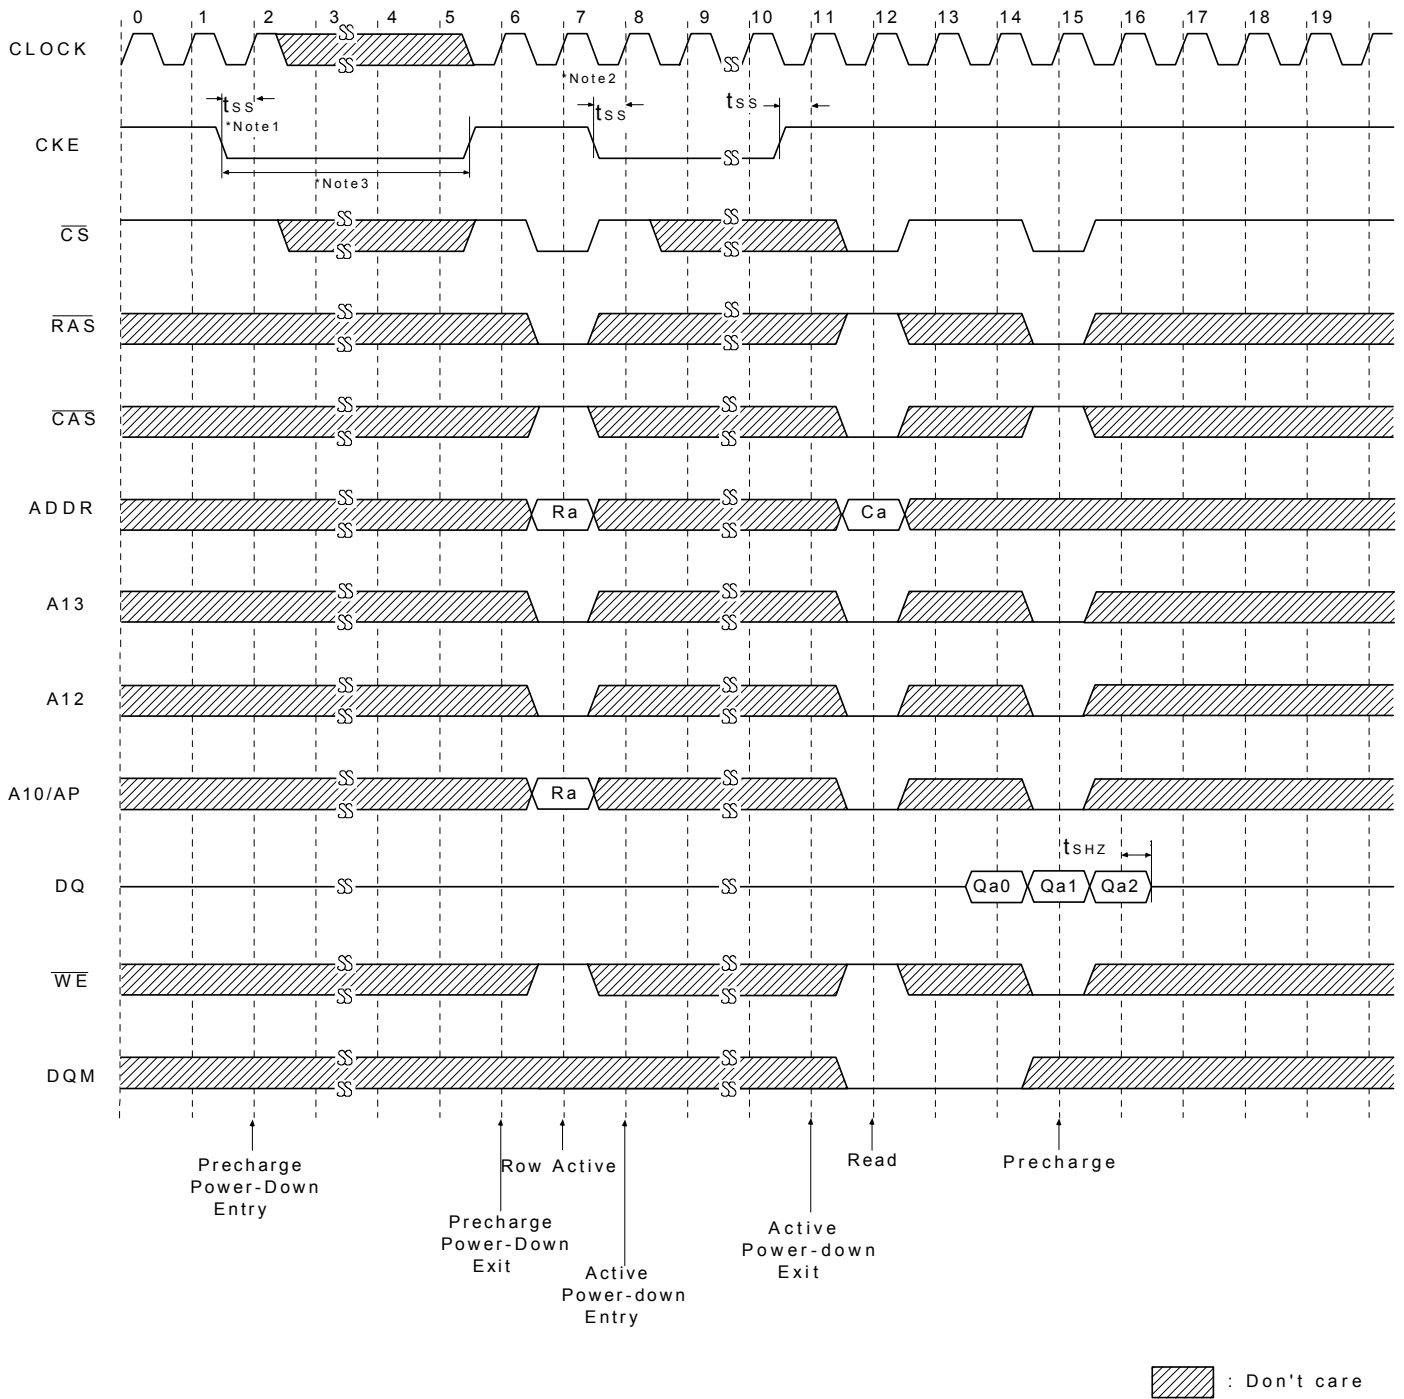 0 1 2 3 4 5 6 7 8 9 10 11 12 13 14 15 16 17 18 19
CLOCK
*Note2
tSS
tSS
tSS
*Note1
CKE
*Note3
CS
RAS
CAS
ADDR
Ra
Ca
A13
A12
A10/AP
Ra
tSHZ
DQ
Qa0
Qa1
Qa2
WE
DQM
Precharge
Power-Down
Entry
Row Active
Read
Precharge
Precharge
Power-Down
Exit
Active
Power-down
Exit
Active
Power-down
Entry
: Don't care